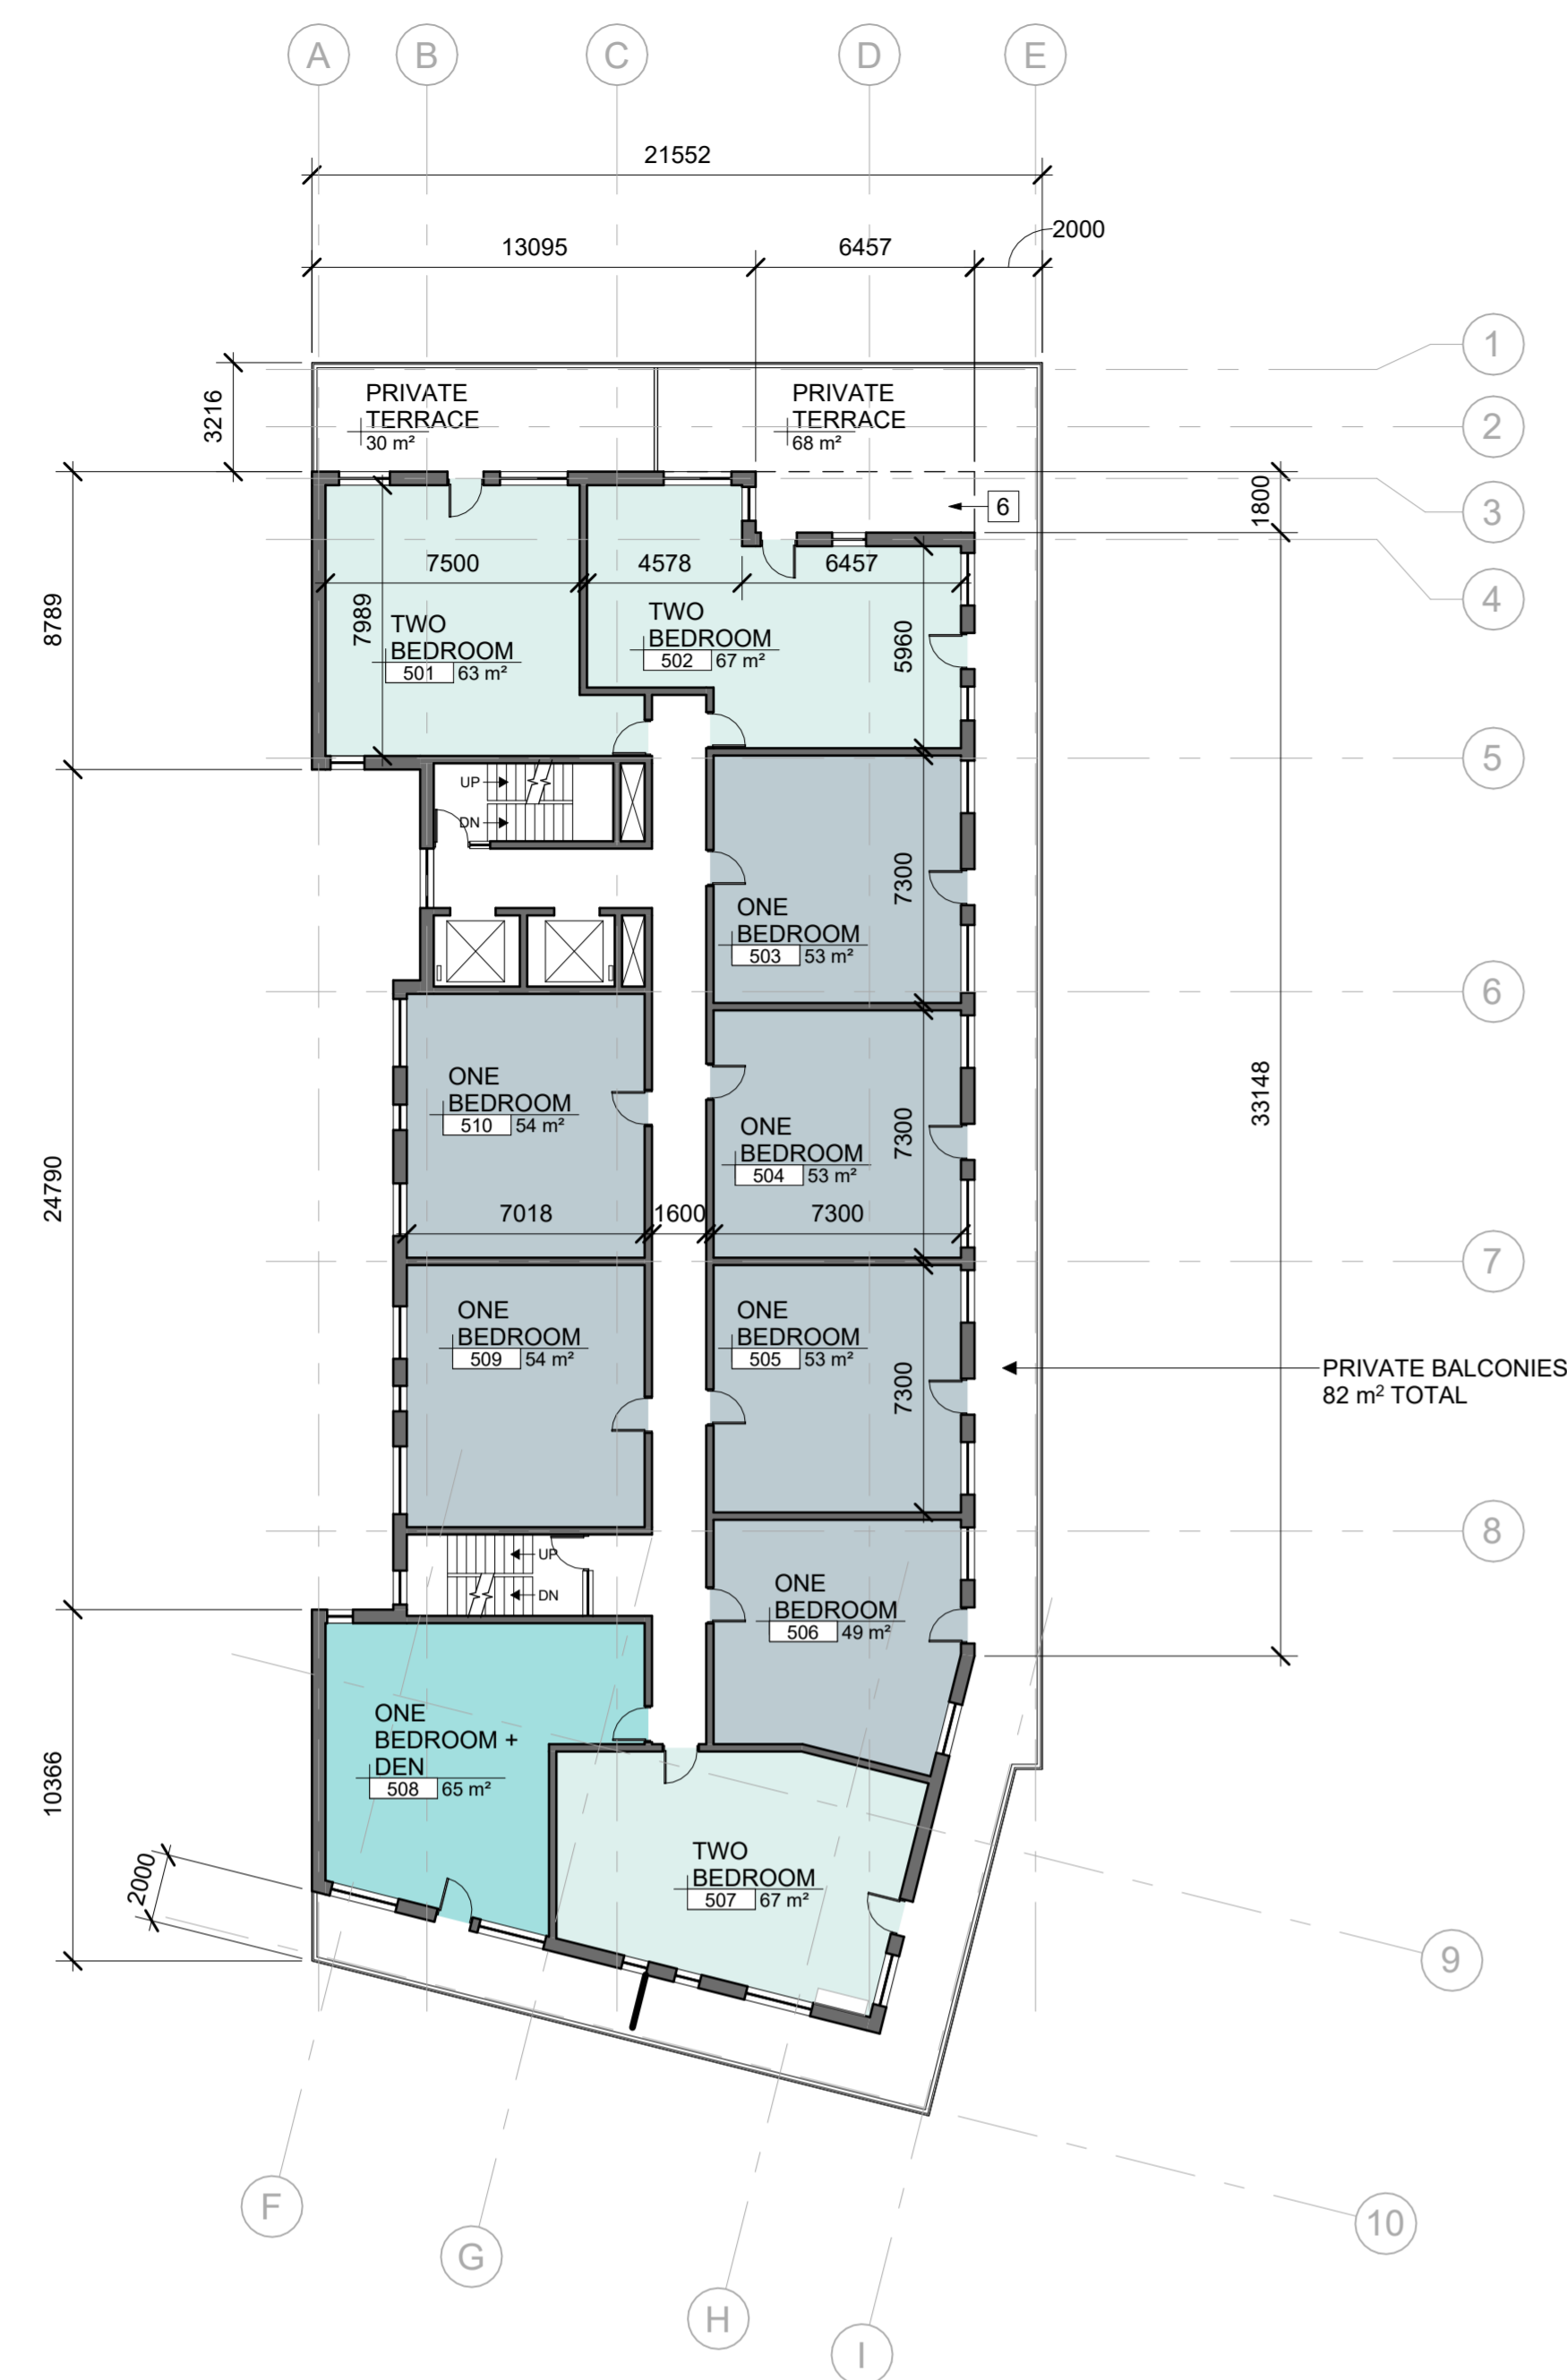 A
B
C
D
E
21552
13095
6457
2000
1
2
3
4
3216
PRIVATE
TERRACE
30 m²
PRIVATE
TERRACE
68 m²
6
1800
8789
7500
4578
6457
7989
5960
TWO
BEDROOM
501 63 m²
TWO
BEDROOM
502 67 m²
5
UP
DN
7300
ONE
BEDROOM
503 53 m²
6
ONE
BEDROOM
510 54 m²
ONE
BEDROOM
504 53 m²
7300
33148
24790
7018
1600
7300
7
ONE
BEDROOM
509 54 m²
ONE
BEDROOM
505 53 m²
7300
PRIVATE BALCONIES
82 m² TOTAL
8
UP
DN
ONE
BEDROOM
506 49 m²
ONE
BEDROOM +
DEN
508 65 m²
10366
2000
TWO
BEDROOM
507 67 m²
9
10
F
G
H
I